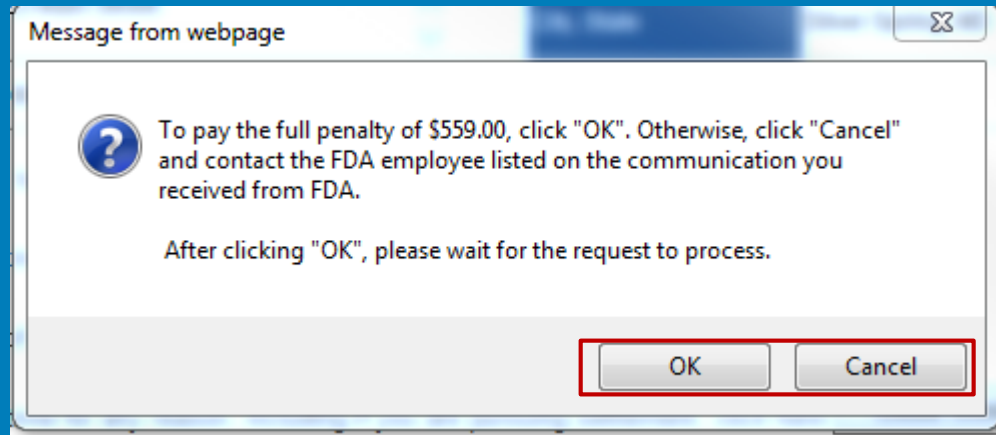 Message from webpage
To pay the full penalty of $559.00, click "OK". Otherwise, click "Cancel"
and contact the FDA employee listed on the communication you
received from FDA.
After clicking "OK", please wait for the request to process.
OK
Cancel